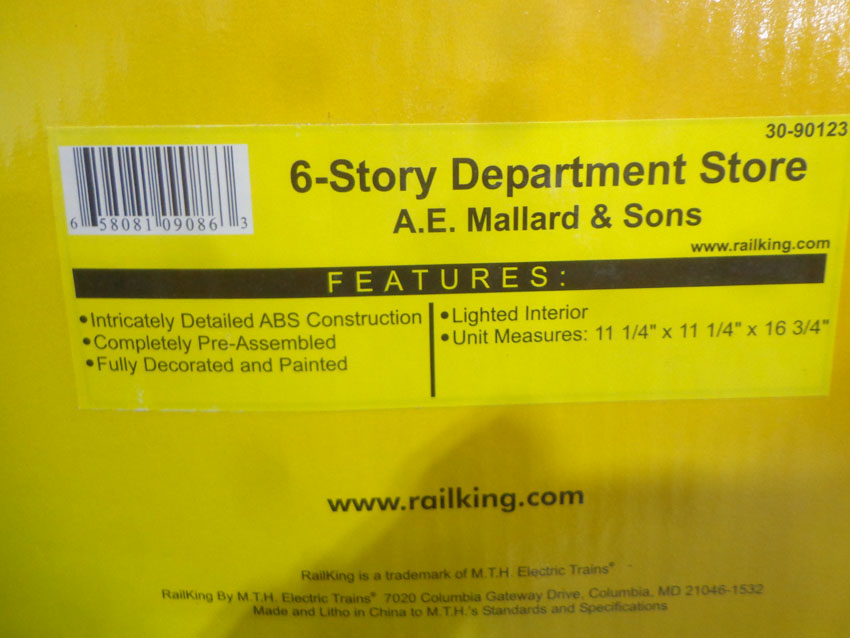 30-90123
6-Story Department Store
A.E. Mallard & Sons
www.railking.com
6 58081 09086 3
FEATURES:
•Intricately Detailed ABS Construction
•Completely Pre-Assembled
•Fully Decorated and Painted
•Lighted Interior
•Unit Measures: 11 1/4" x 11 1/4" x 16 3/4"
www.railking.com
RailKing is a trademark of M.T.H. Electric Trains®
RailKing By M.T.H. Electric Trains® 7020 Columbia Gateway Drive, Columbia, MD 21046-1532
Made and Litho in China to M.T.H.'s Standards and Specifications